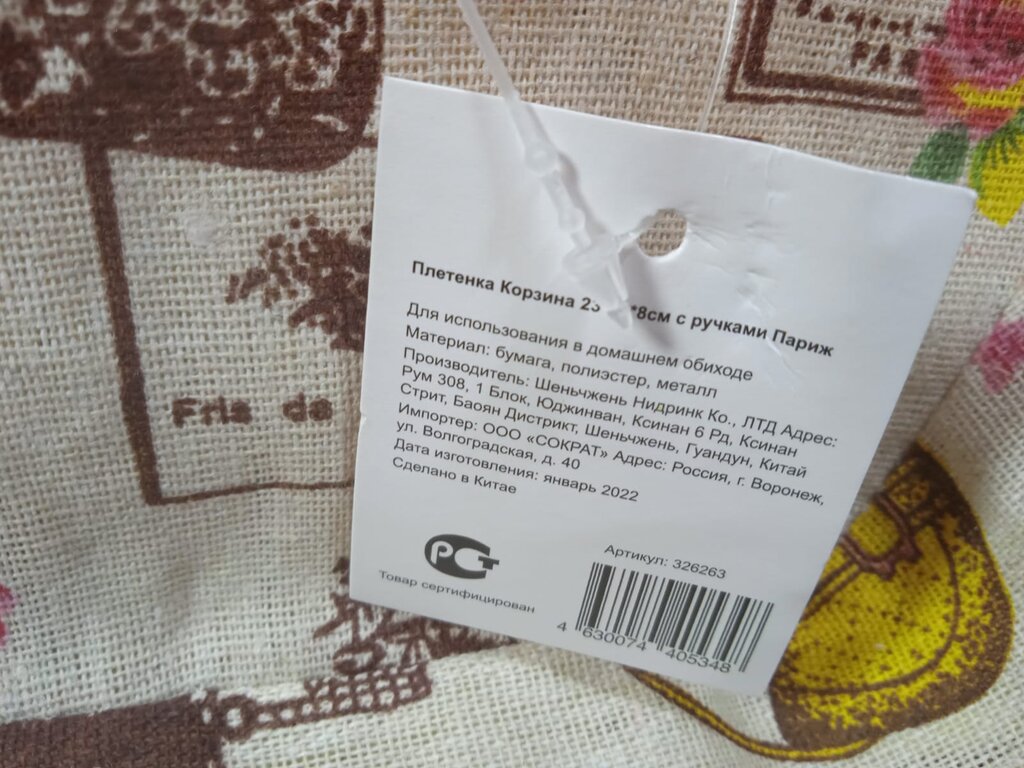 PA
Fris de
Плетенка Корзина 2 *8см с ручками Париж
Для использования в домашнем обиходе
Материал: бумага, полиэстер, металл
Производитель: Шеньчжень Нидринк Ко., ЛТД Адрес:
Рум 308, 1 Блок, Юджинван, Ксинан 6 Рд, Ксинан
Стрит, Баоян Дистрикт, Шеньчжень, Гуандун, Китай
Импортер: ООО «СОКРАТ» Адрес: Россия, г. Воронеж,
ул. Волгоградская, д. 40
Дата изготовления: январь 2022
Сделано в Китае
РСТ
Товар сертифицирован
Артикул: 326263
4 630074 405348